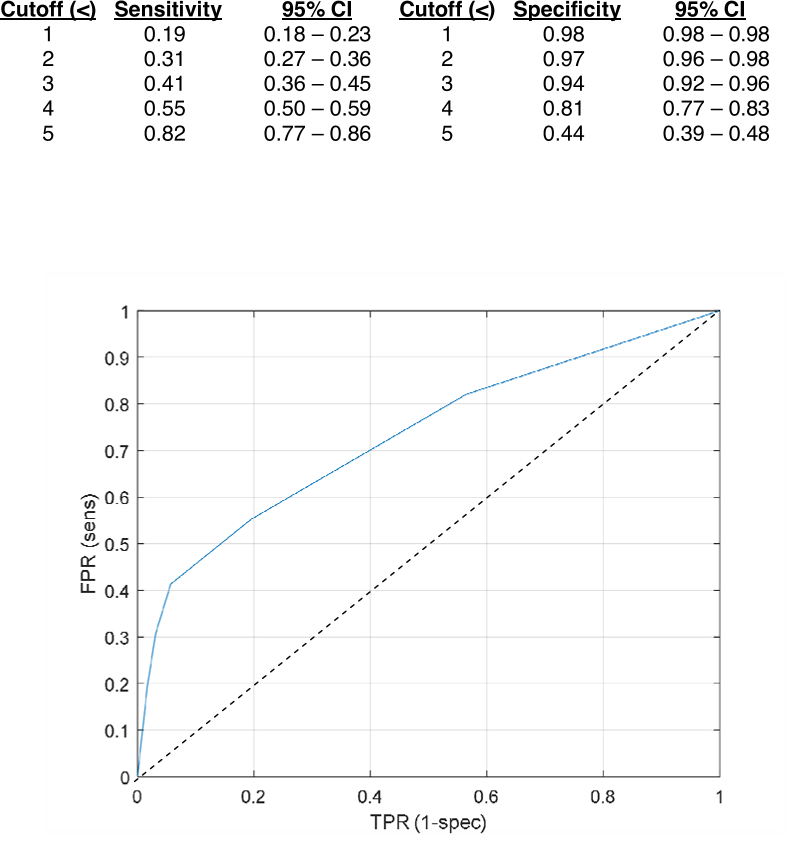 Cutoff (<) Sensitivity 95% CI Cutoff (<) Specificity 95% CI
1 0.19 0.18 – 0.23 1 0.98 0.98 – 0.98
2 0.31 0.27 – 0.36 2 0.97 0.96 – 0.98
3 0.41 0.36 – 0.45 3 0.94 0.92 – 0.96
4 0.55 0.50 – 0.59 4 0.81 0.77 – 0.83
5 0.82 0.77 – 0.86 5 0.44 0.39 – 0.48
1
0.9
0.8
0.7
0.6
0.5
0.4
0.3
0.2
0.1
0
FPR (sens)
0 0.2 0.4 0.6 0.8 1
TPR (1-spec)